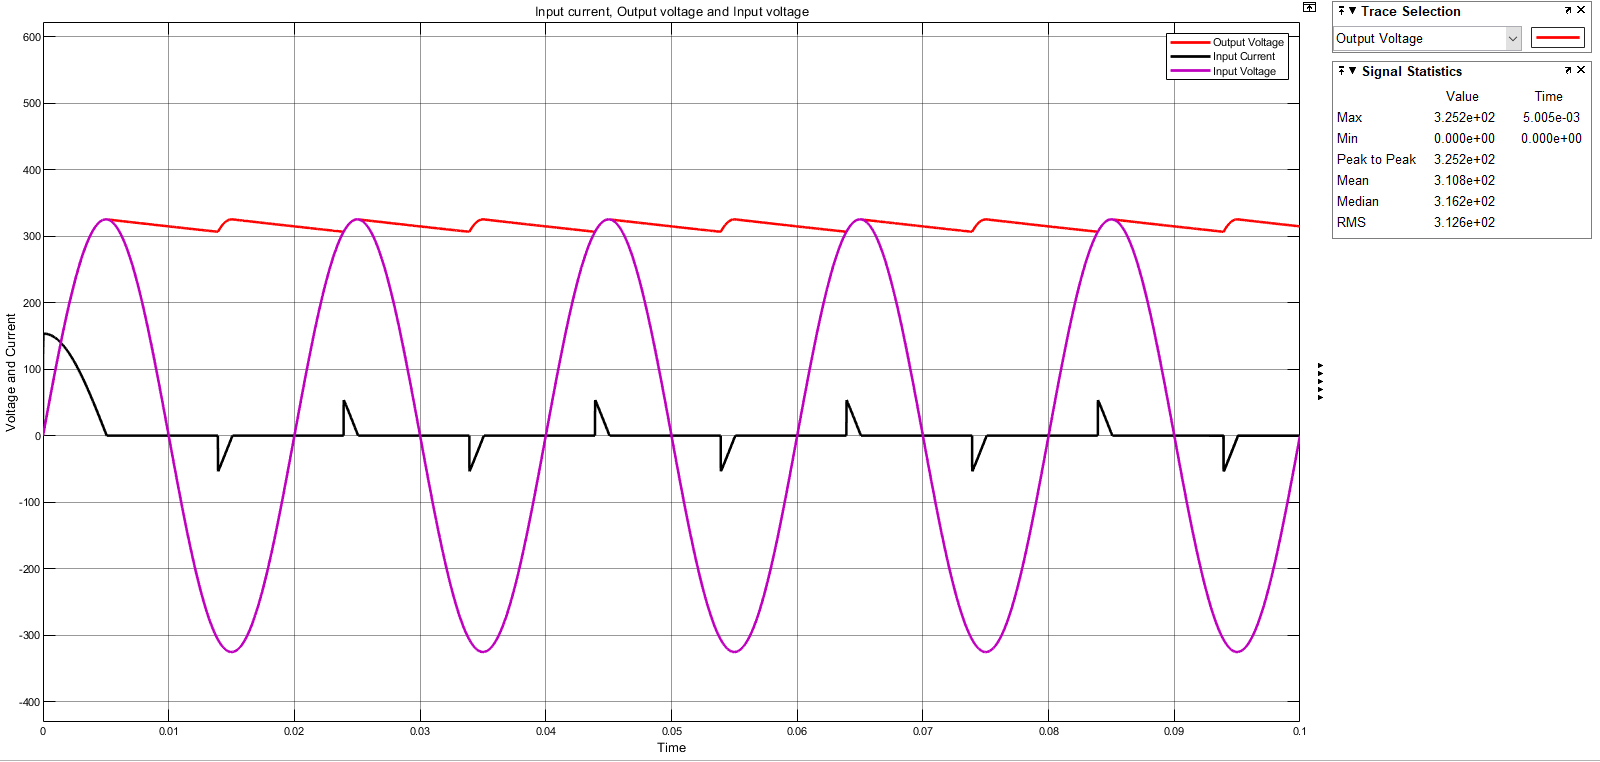 Input current, Output voltage and Input voltage
Output Voltage
Input Current
Input Voltage
Voltage and Current
600
500
400
300
200
100
0
-100
-200
-300
-400
0 0.01 0.02 0.03 0.04 0.05 0.06 0.07 0.08 0.09 0.1
Time
Trace Selection
Output Voltage
Signal Statistics
Value Time
Max 3.252e+02 5.005e-03
Min 0.000e+00 0.000e+00
Peak to Peak 3.252e+02
Mean 3.108e+02
Median 3.162e+02
RMS 3.126e+02